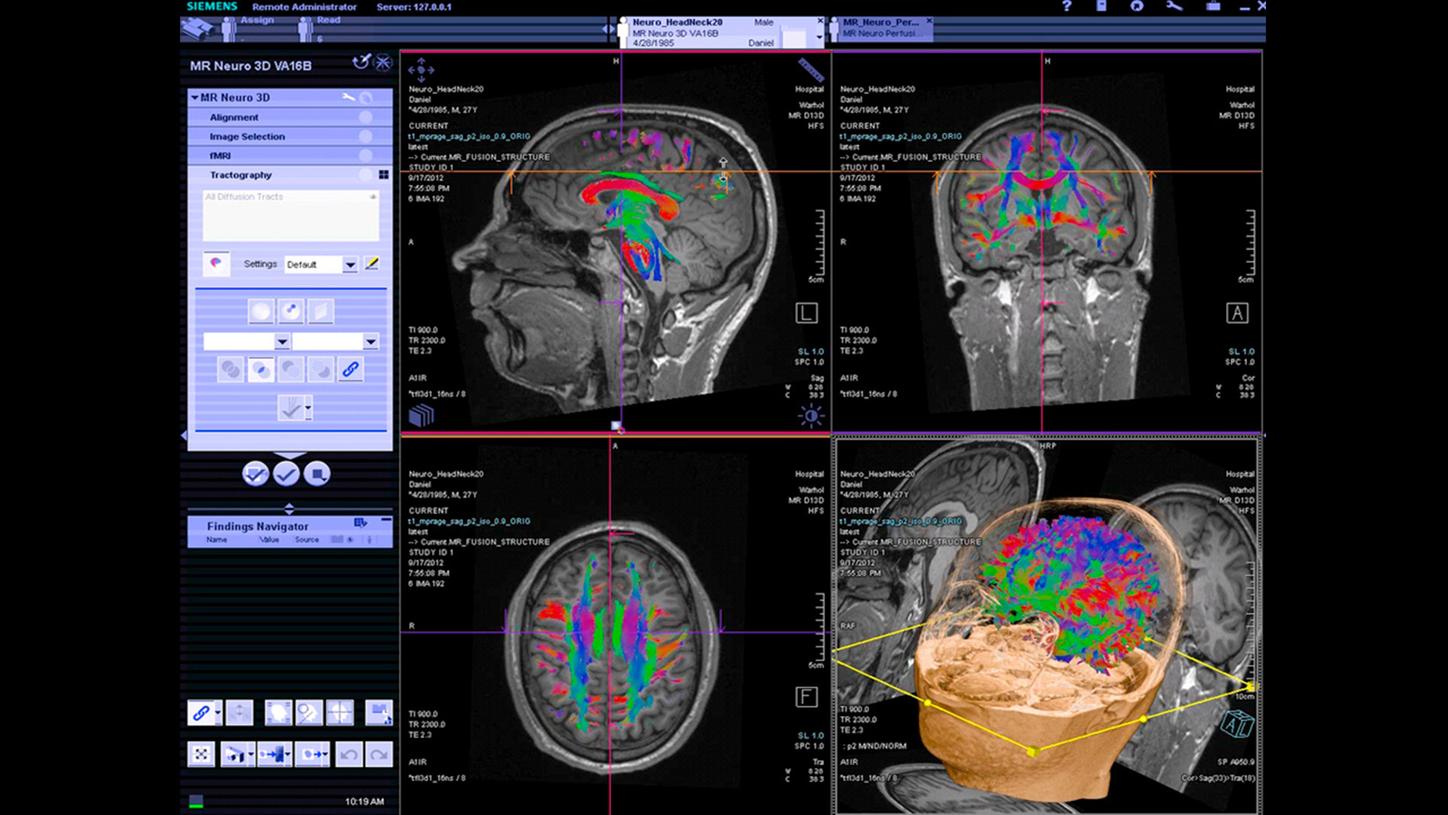 SIEMENS Remote Administrator Server: 127.0.0.1
Assign Read
6
Neuro_HeadNeck20 Male
MR Neuro 3D VA16B
4/28/1985 Daniel
MR_Neuro_Per...
MR Neuro Perfusi...
MR Neuro 3D VA16B
MR Neuro 3D
Alignment
Image Selection
fMRI
Tractography
All Diffusion Tracts
Settings Default
Findings Navigator
Name Value Source
10:19 AM
H
Neuro_HeadNeck20
Daniel
*4/28/1985, M, 27Y
CURRENT
t1_mprage_sag_p2_iso_0.9_ORIG
latest
--> Current.MR_FUSION_STRUCTURE
STUDY ID 1
9/17/2012
7:55:08 PM
6 IMA 192
Hospital
Warhol
MR D13D
HFS
A
5cm
L
TI 900.0
TR 2300.0
TE 2.3
SL 1.0
SPC 1.0
A1IR
*tfl3d1_16ns / 8
Sag
W 828
C 383
H
Neuro_HeadNeck20
Daniel
*4/28/1985, M, 27Y
CURRENT
t1_mprage_sag_p2_iso_0.9_ORIG
latest
--> Current.MR_FUSION_STRUCTURE
STUDY ID 1
9/17/2012
7:55:08 PM
6 IMA 192
Hospital
Warhol
MR D13D
HFS
R
5cm
A
TI 900.0
TR 2300.0
TE 2.3
SL 1.0
SPC 1.0
A1IR
*tfl3d1_16ns / 8
Cor
W 828
C 383
A
Neuro_HeadNeck20
Daniel
*4/28/1985, M, 27Y
CURRENT
t1_mprage_sag_p2_iso_0.9_ORIG
latest
--> Current.MR_FUSION_STRUCTURE
STUDY ID 1
9/17/2012
7:55:08 PM
6 IMA 192
Hospital
Warhol
MR D13D
HFS
R
5cm
F
TI 900.0
TR 2300.0
TE 2.3
SL 1.0
SPC 1.0
A1IR
*tfl3d1_16ns / 8
Tra
W 828
C 383
HRP
Neuro_HeadNeck20
Daniel
*4/28/1985, M, 27Y
CURRENT
t1_mprage_sag_p2_iso_0.9_ORIG
latest
--> Current.MR_FUSION_STRUCTURE
STUDY ID 1
9/17/2012
7:55:08 PM
Hospital
Warhol
MR D13D
HFS
RAF
10cm
A L
TI 900.0
TR 2300.0
TE 2.3
: p2 M/ND/NORM
A1IR
*tfl3d1_16ns / 8
SP A950.9
Cor>Sag(33)>Tra(18)